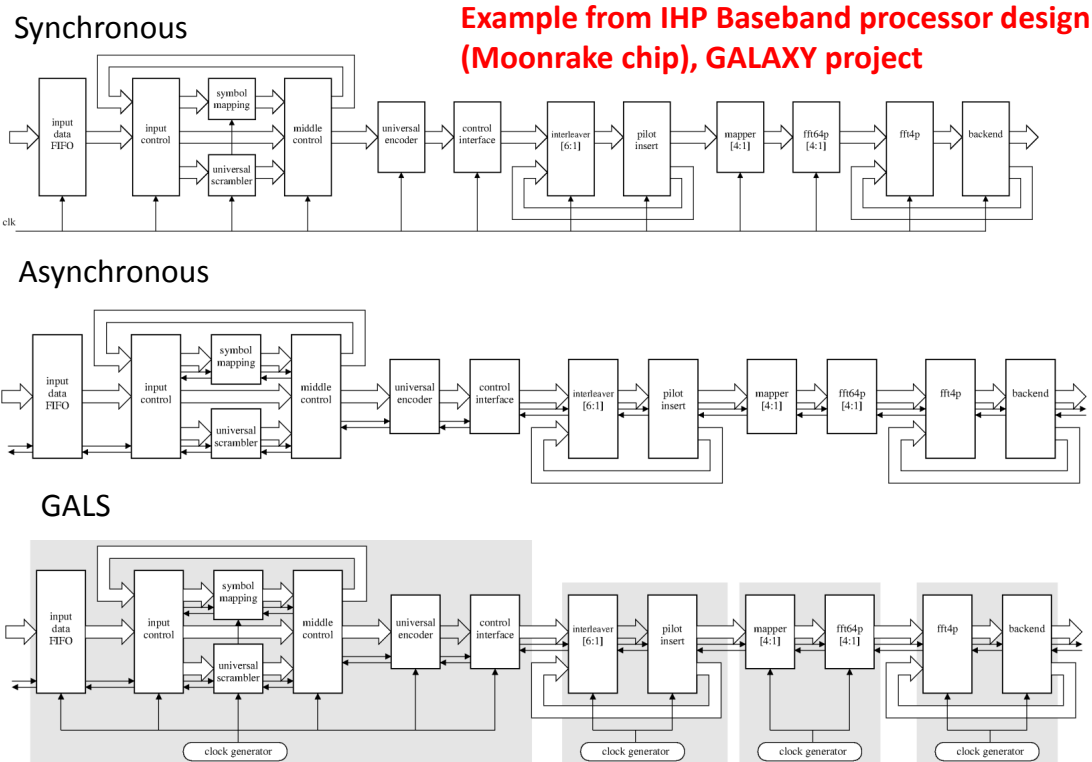 Synchronous
Example from IHP Baseband processor design
(Moonrake chip), GALAXY project
input
data
FIFO
input
control
symbol
mapping
universal
scrambler
middle
control
universal
encoder
control
interface
interleaver
[6:1]
pilot
insert
mapper
[4:1]
fft64p
[4:1]
fft4p
backend
clk
Asynchronous
input
data
FIFO
input
control
symbol
mapping
universal
scrambler
middle
control
universal
encoder
control
interface
interleaver
[6:1]
pilot
insert
mapper
[4:1]
fft64p
[4:1]
fft4p
backend
GALS
input
data
FIFO
input
control
symbol
mapping
universal
scrambler
middle
control
universal
encoder
control
interface
interleaver
[6:1]
pilot
insert
mapper
[4:1]
fft64p
[4:1]
fft4p
backend
clock generator
clock generator
clock generator
clock generator